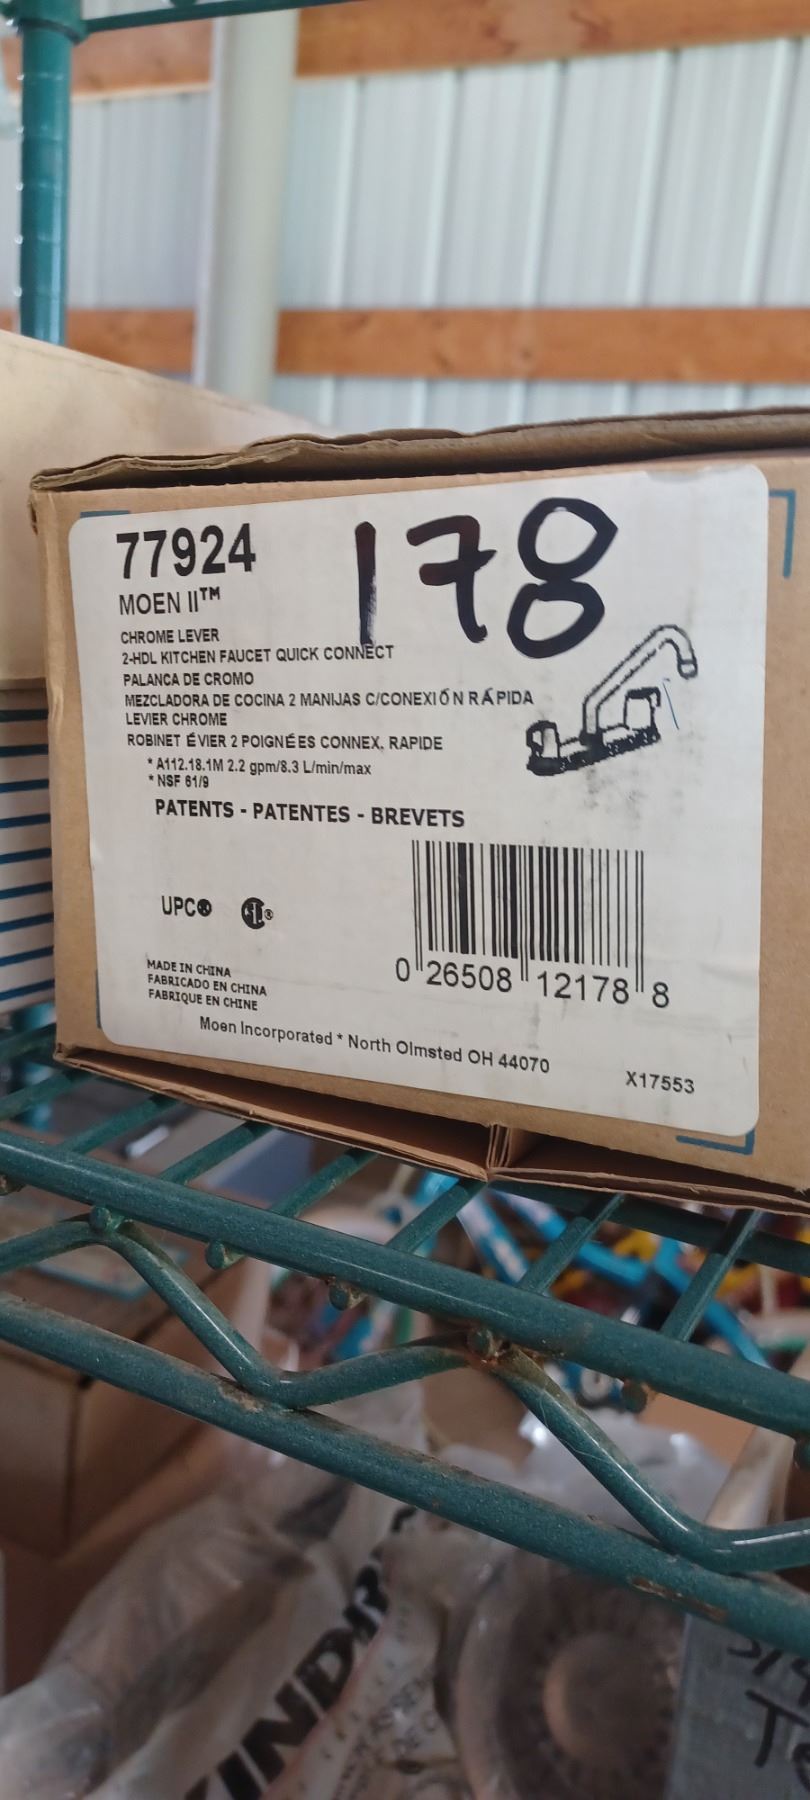 77924
178
MOEN II™
CHROME LEVER
2-HDL KITCHEN FAUCET QUICK CONNECT
PALANCA DE CROMO
MEZCLADORA DE COCINA 2 MANIJAS C/CONEXIÓN RÁPIDA
LEVIER CHROME
ROBINET ÉVIER 2 POIGNÉES CONNEX. RAPIDE
* A112.18.1M 2.2 gpm/8.3 L/min/max
* NSF 61/9
PATENTS - PATENTES - BREVETS
UPC ®
0 26508 12178 8
MADE IN CHINA
FABRICADO EN CHINA
FABRIQUE EN CHINE
Moen Incorporated * North Olmsted OH 44070
X17553